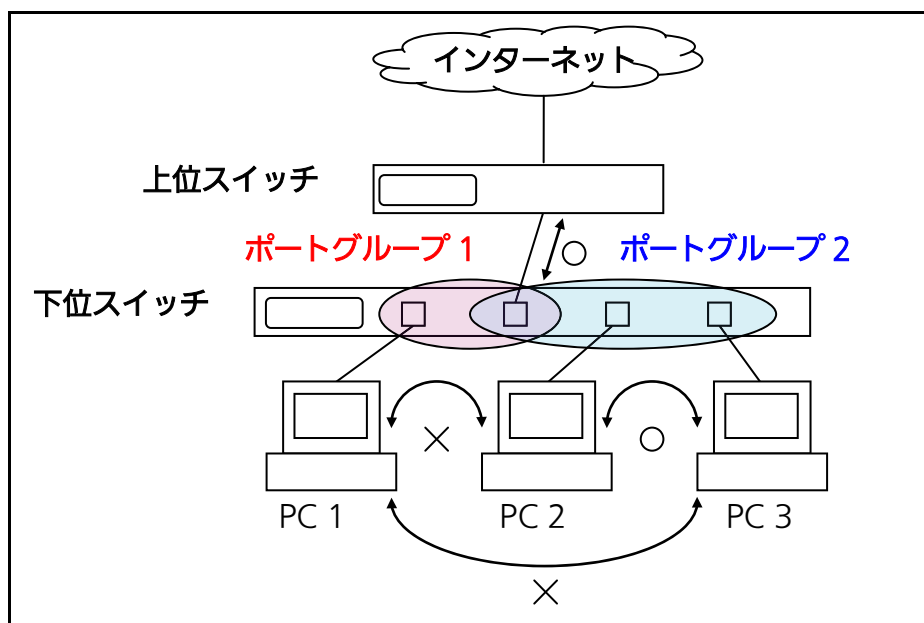 インターネット
上位スイッチ
ポートグループ 1
ポートグループ 2
下位スイッチ
PC 1
PC 2
PC 3